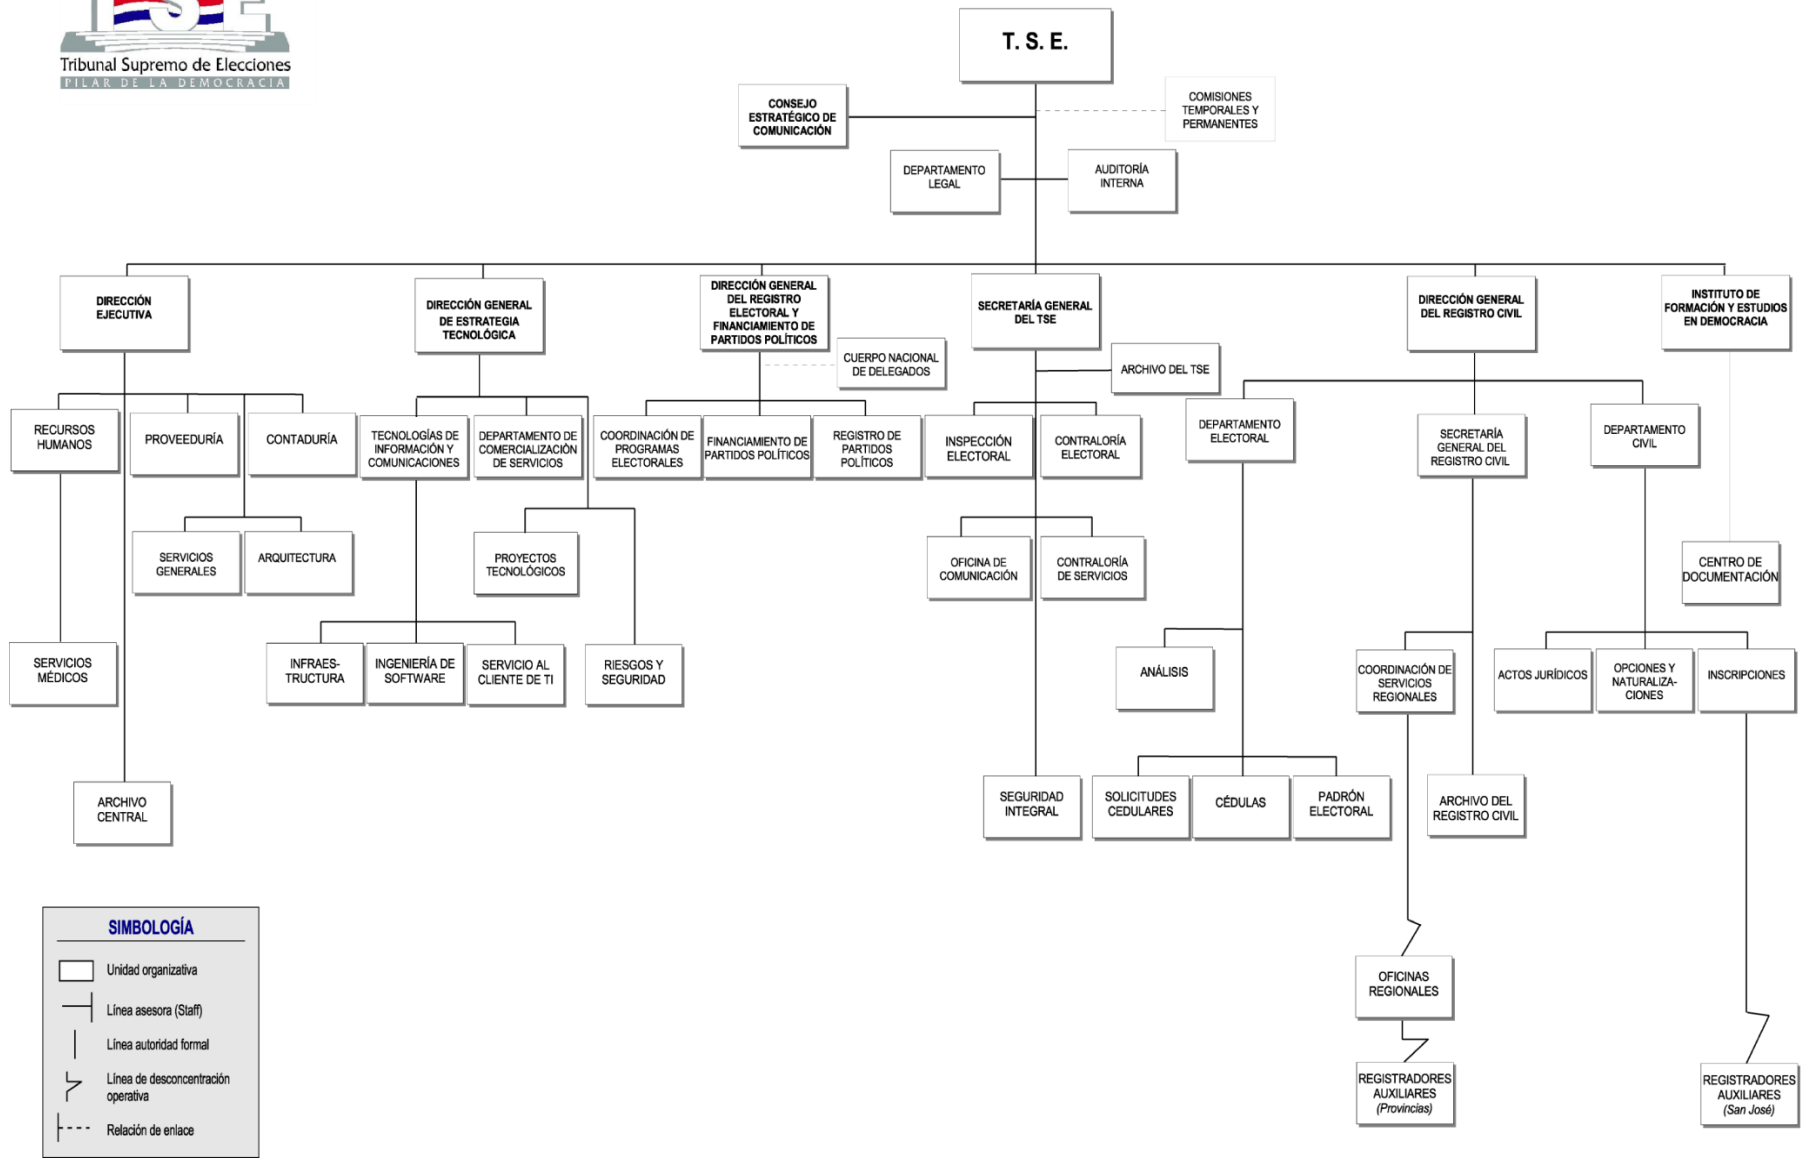 TSE
Tribunal Supremo de Elecciones
PILAR DE LA DEMOCRACIA
T. S. E.
CONSEJO
ESTRATÉGICO DE
COMUNICACIÓN
COMISIONES
TEMPORALES Y
PERMANENTES
DEPARTAMENTO
LEGAL
AUDITORÍA
INTERNA
DIRECCIÓN
EJECUTIVA
DIRECCIÓN GENERAL
DE ESTRATEGIA
TECNOLÓGICA
DIRECCIÓN GENERAL
DEL REGISTRO
ELECTORAL Y
FINANCIAMIENTO DE
PARTIDOS POLÍTICOS
SECRETARÍA GENERAL
DEL TSE
DIRECCIÓN GENERAL
DEL REGISTRO CIVIL
INSTITUTO DE
FORMACIÓN Y ESTUDIOS
EN DEMOCRACIA
CUERPO NACIONAL
DE DELEGADOS
ARCHIVO DEL TSE
RECURSOS
HUMANOS
PROVEEDURÍA
CONTADURÍA
TECNOLOGÍAS DE
INFORMACIÓN Y
COMUNICACIONES
DEPARTAMENTO DE
COMERCIALIZACIÓN
DE SERVICIOS
COORDINACIÓN DE
PROGRAMAS
ELECTORALES
FINANCIAMIENTO DE
PARTIDOS POLÍTICOS
REGISTRO DE
PARTIDOS
POLÍTICOS
INSPECCIÓN
ELECTORAL
CONTRALORÍA
ELECTORAL
DEPARTAMENTO
ELECTORAL
SECRETARÍA
GENERAL DEL
REGISTRO CIVIL
DEPARTAMENTO
CIVIL
SERVICIOS
GENERALES
ARQUITECTURA
PROYECTOS
TECNOLÓGICOS
OFICINA DE
COMUNICACIÓN
CONTRALORÍA
DE SERVICIOS
CENTRO DE
DOCUMENTACIÓN
SERVICIOS
MÉDICOS
INFRAES-
TRUCTURA
INGENIERÍA DE
SOFTWARE
SERVICIO AL
CLIENTE DE TI
RIESGOS Y
SEGURIDAD
ANÁLISIS
COORDINACIÓN DE
SERVICIOS
REGIONALES
ACTOS JURÍDICOS
OPCIONES Y
NATURALIZA-
CIONES
INSCRIPCIONES
ARCHIVO
CENTRAL
SEGURIDAD
INTEGRAL
SOLICITUDES
CEDULARES
CÉDULAS
PADRÓN
ELECTORAL
ARCHIVO DEL
REGISTRO CIVIL
OFICINAS
REGIONALES
REGISTRADORES
AUXILIARES
(Provincias)
REGISTRADORES
AUXILIARES
(San José)
SIMBOLOGÍA
Unidad organizativa
Línea asesora (Staff)
Línea autoridad formal
Línea de desconcentración
operativa
Relación de enlace